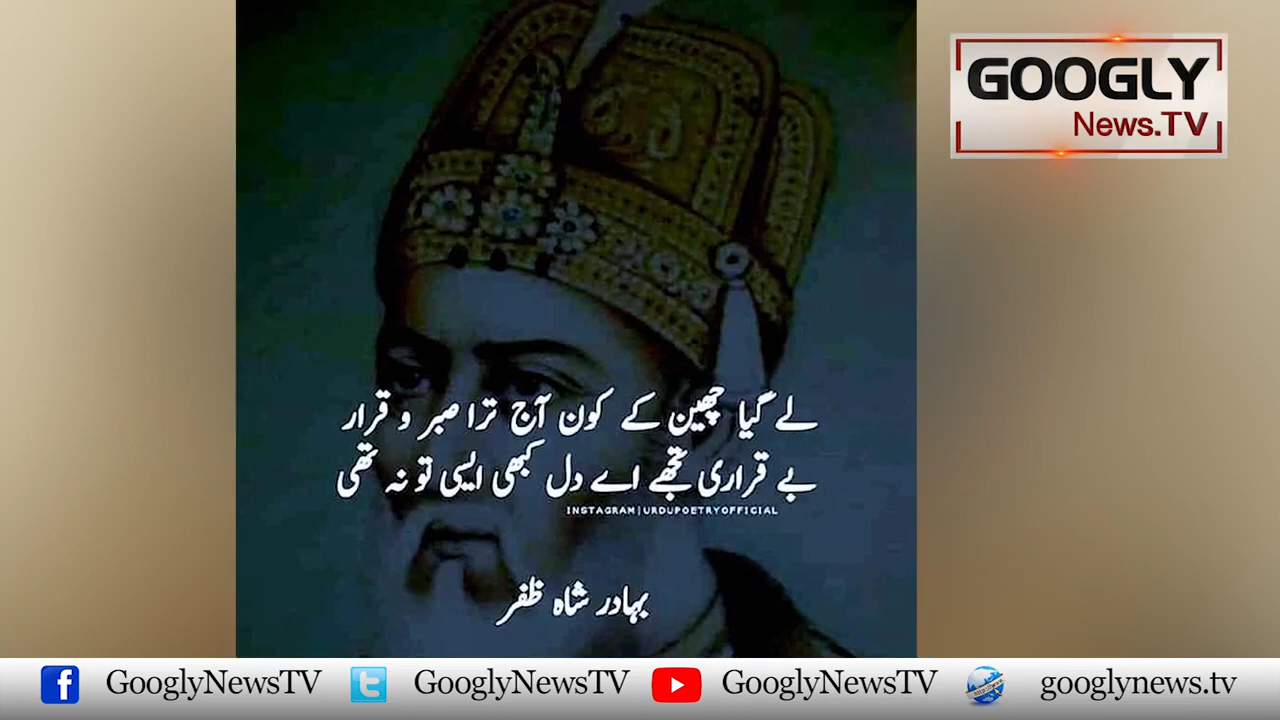 GOOGLY
News.TV
لے گیا چھین کے کون آج ترا صبر و قرار
بے قراری تجھے اے دل کبھی ایسی تو نہ تھی
INSTAGRAM|URDUPOETRYOFFICIAL
بہادر شاہ ظفر
GooglyNewsTV GooglyNewsTV GooglyNewsTV googlynews.tv